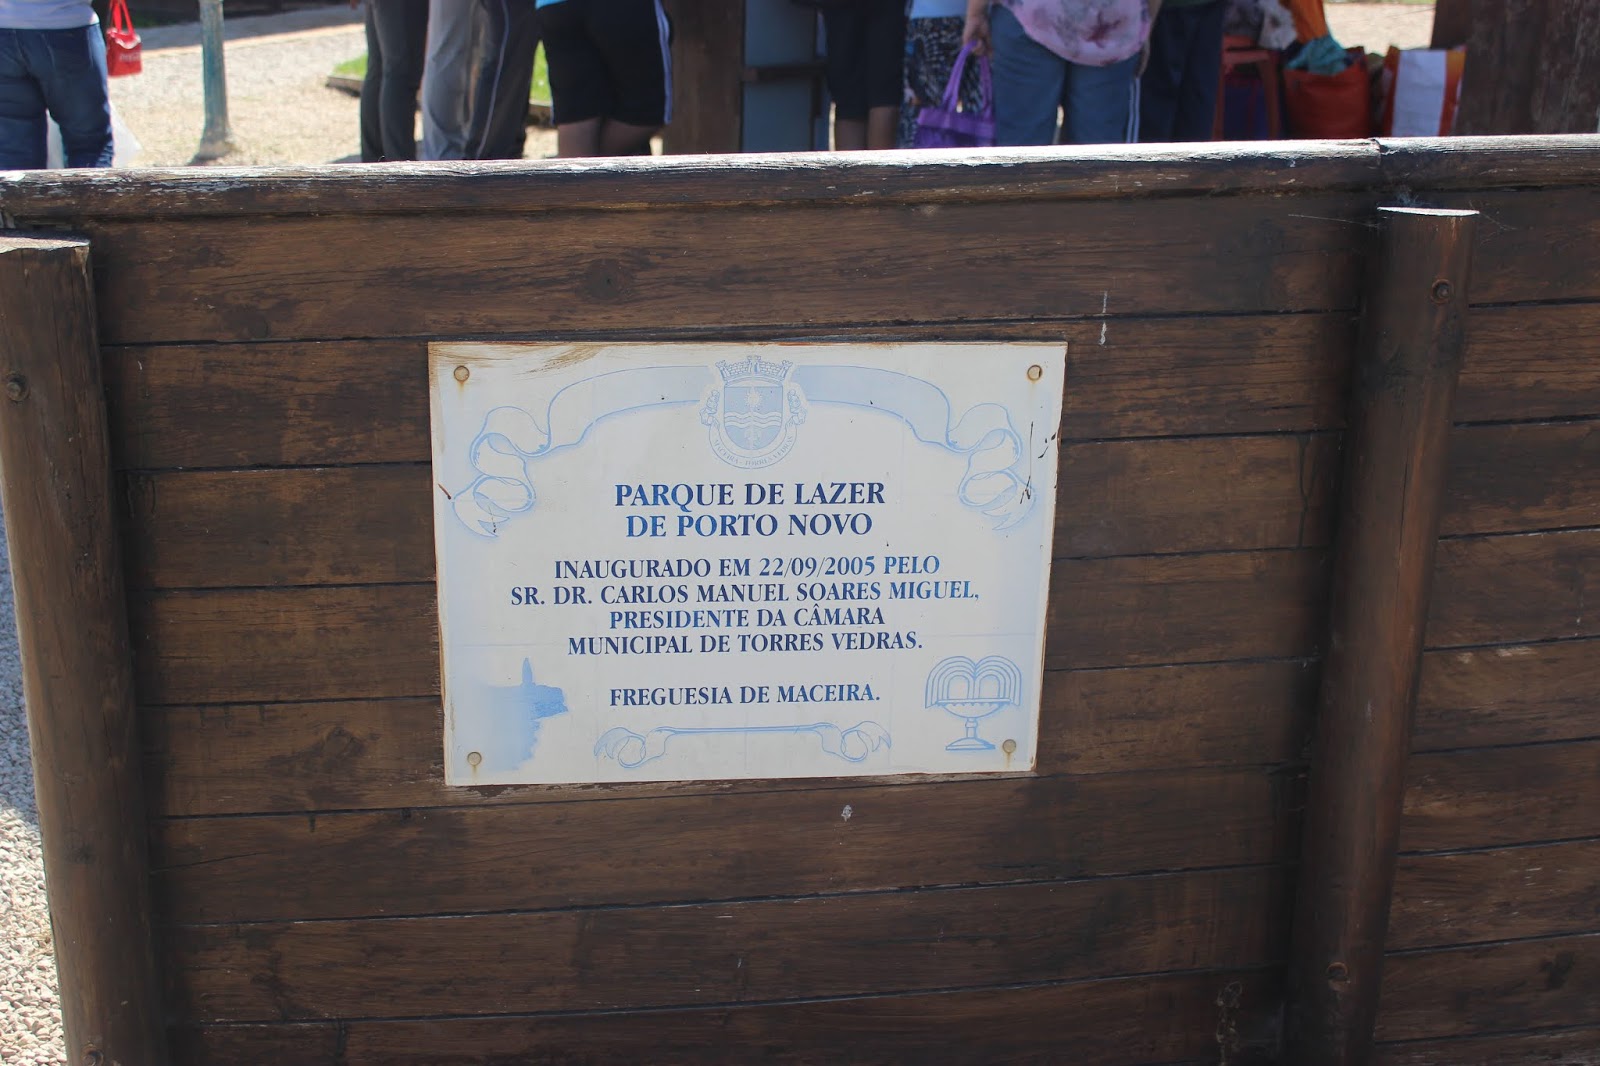 PARQUE DE LAZER
DE PORTO NOVO
INAUGURADO EM 22/09/2005 PELO
SR. DR. CARLOS MANUEL SOARES MIGUEL,
PRESIDENTE DA CÂMARA
MUNICIPAL DE TORRES VEDRAS.
FREGUESIA DE MACEIRA.